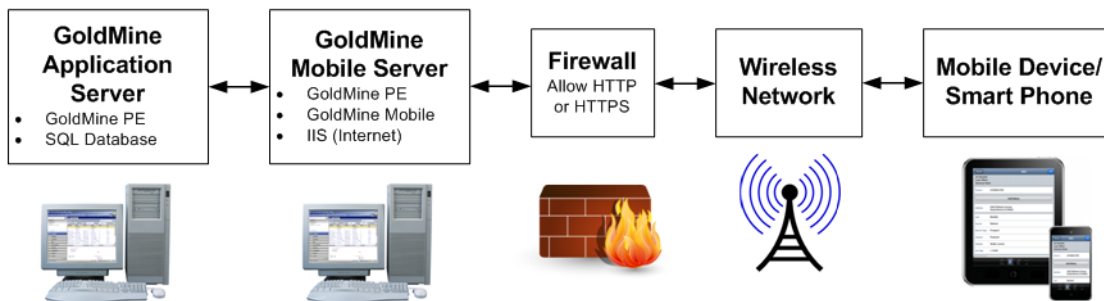 GoldMine
Application
Server
• GoldMine PE
• SQL Database
GoldMine
Mobile Server
• GoldMine PE
• GoldMine Mobile
• IIS (Internet)
Firewall
Allow HTTP
or HTTPS
Wireless
Network
Mobile Device/
Smart Phone